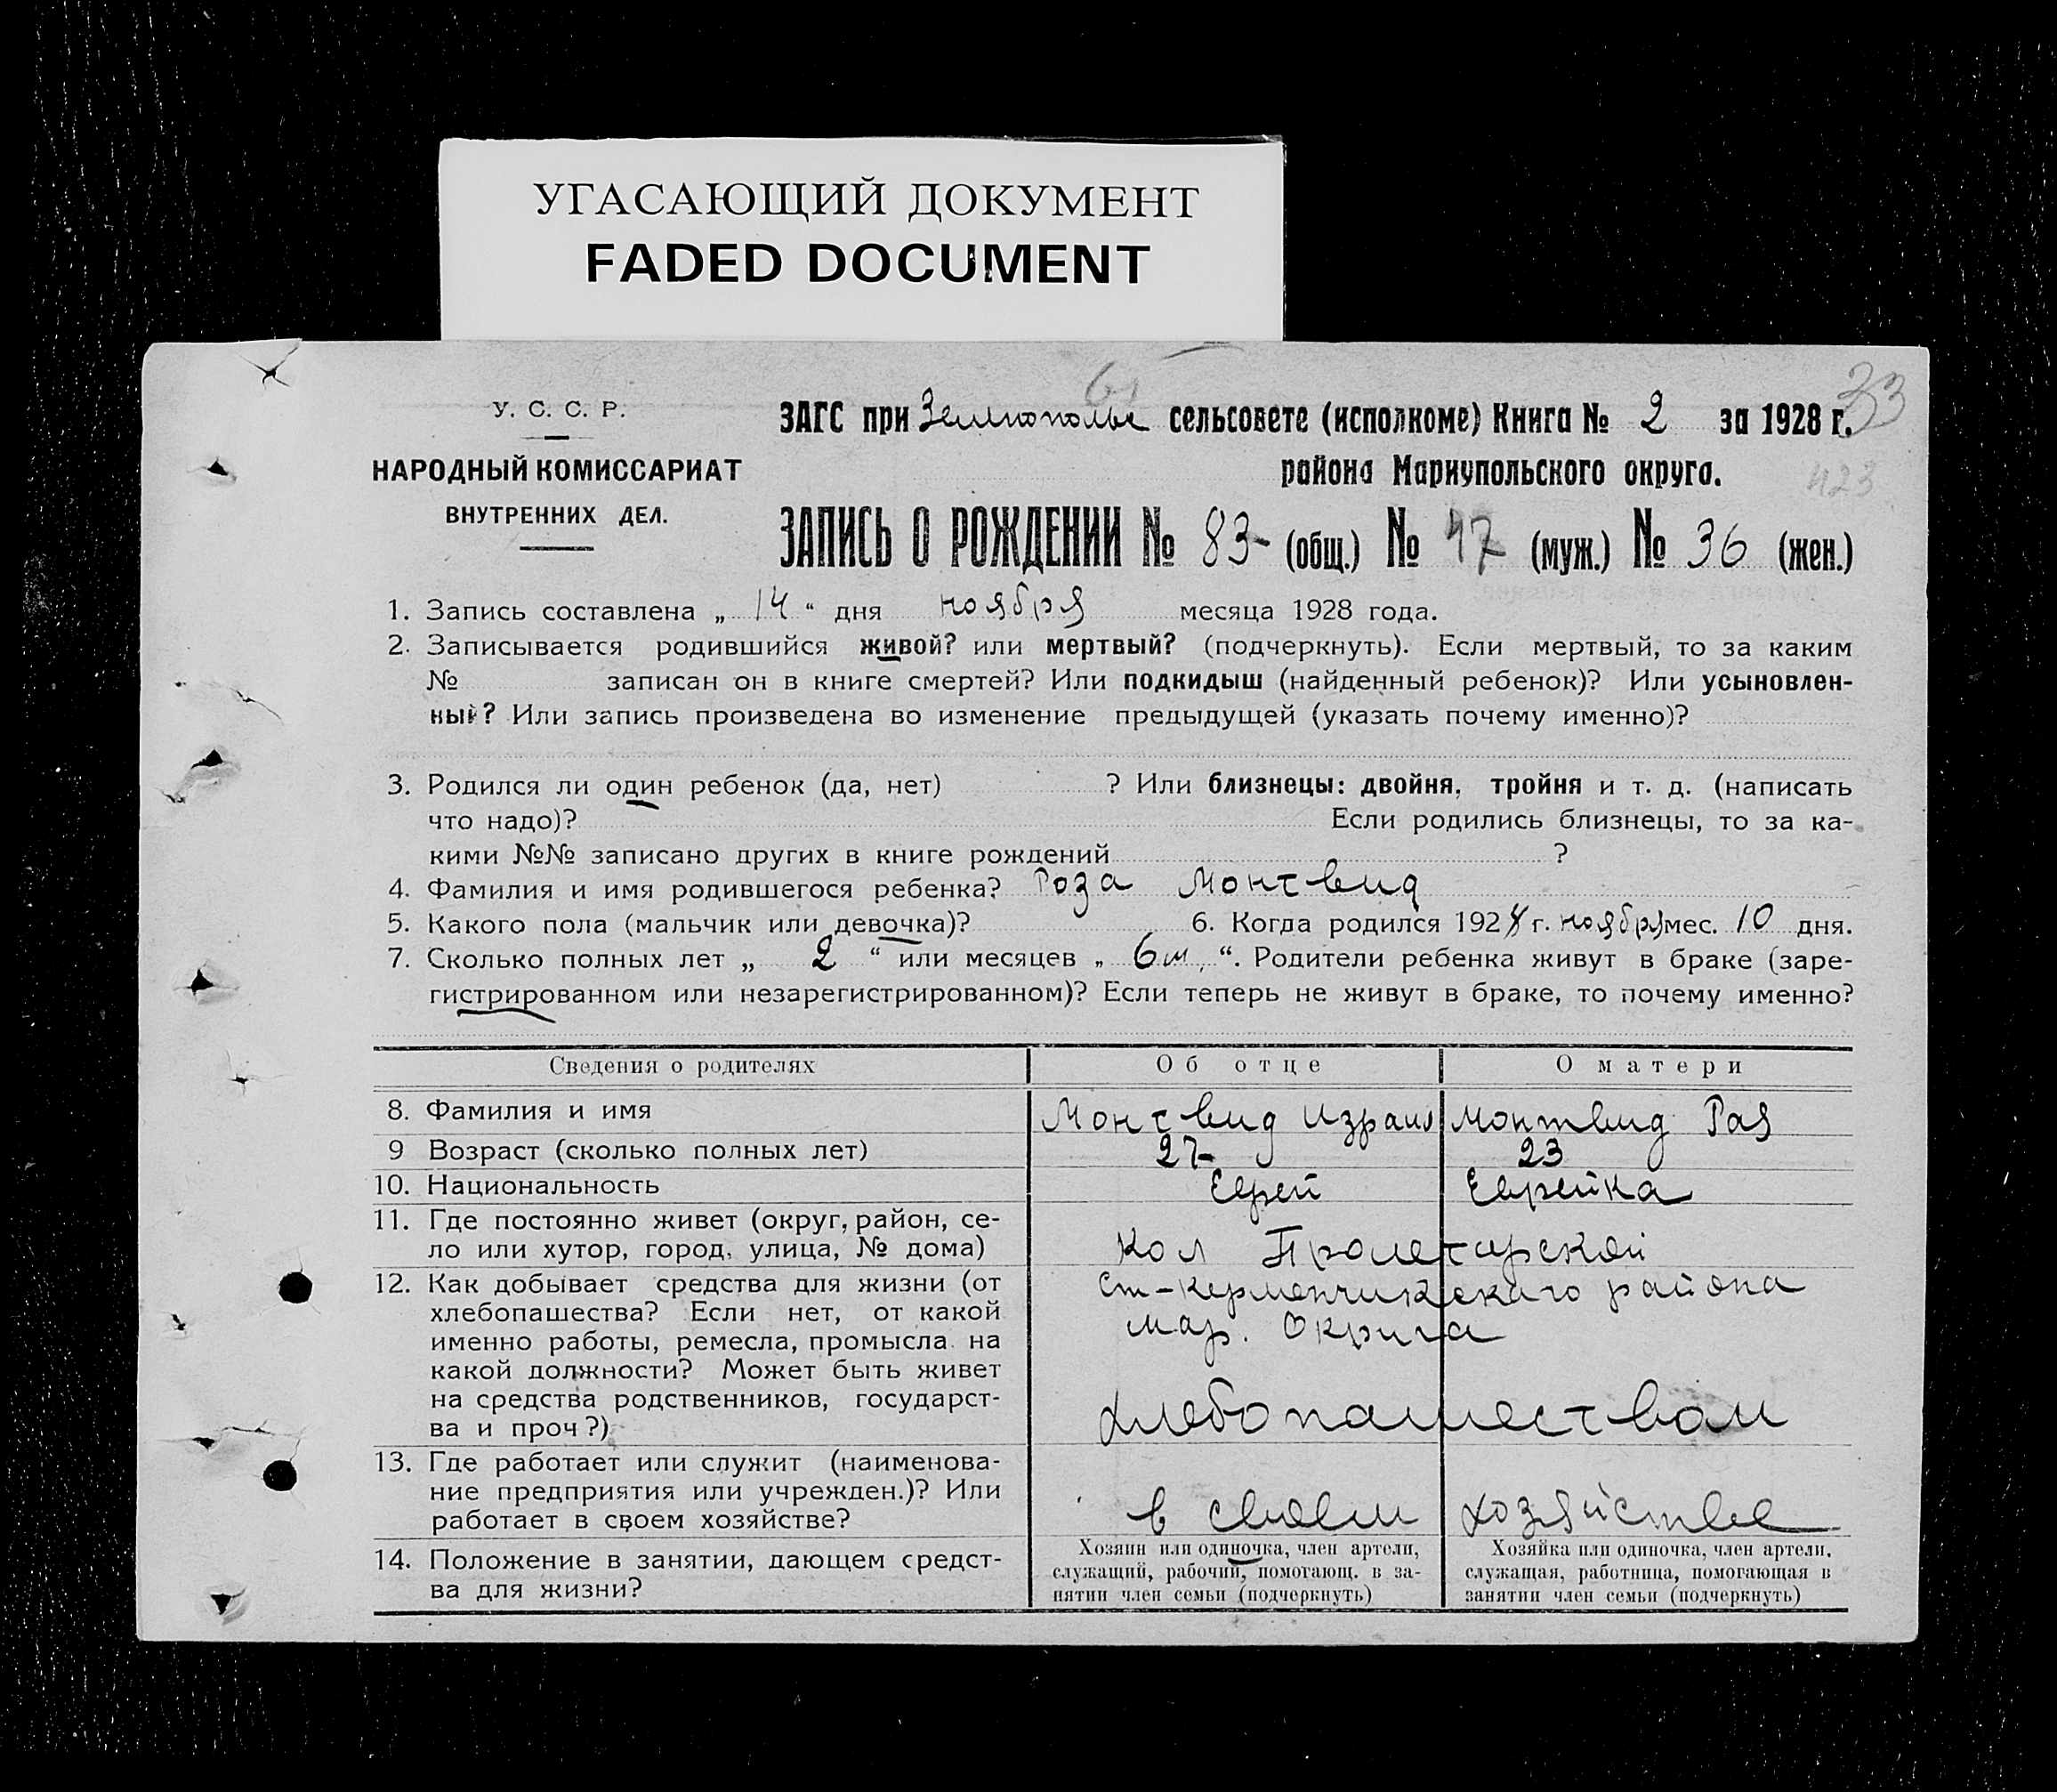 УГАСАЮЩИЙ ДОКУМЕНТ
FADED DOCUMENT
33
У. С. С. Р.
ЗАГС при сельсовете (исполкоме) Книга № 2 за 1928 г.
НАРОДНЫЙ КОМИССАРИАТ
района Мариупольского округа.
423
ВНУТРЕННИХ ДЕЛ.
ЗАПИСЬ О РОЖДЕНИИ № 83 (общ.) № 47 (муж.) № 36 (жен.)
1. Запись составлена „ 14 “ дня ноября месяца 1928 года.
2. Записывается родившийся живой? или мертвый? (подчеркнуть). Если мертвый, то за каким
№ записан он в книге смертей? Или подкидыш (найденный ребенок)? Или усыновлен-
ный? Или запись произведена во изменение предыдущей (указать почему именно)?
3. Родился ли один ребенок (да, нет) ? Или близнецы: двойня, тройня и т. д. (написать
что надо)? Если родились близнецы, то за ка-
кими №№ записано других в книге рождений ?
4. Фамилия и имя родившегося ребенка? Роза Монтвид
5. Какого пола (мальчик или девочка)? 6. Когда родился 192 г. ноября мес. 10 дня.
7. Сколько полных лет „ 2 “ или месяцев „ 6 м. “. Родители ребенка живут в браке (заре-
гистрированном или незарегистрированном)? Если теперь не живут в браке, то почему именно?
Сведения о родителях Об отце О матери
8. Фамилия и имя Монтвид Израил Монтвид Рая
9 Возраст (сколько полных лет) 27 23
10. Национальность Еврей Еврейка
11. Где постоянно живет (округ, район, се-
ло или хутор, город, улица, № дома) Кол Пролетарской
12. Как добывает средства для жизни (от Ст-Керменчикскаго района
хлебопашества? Если нет, от какой
именно работы, ремесла, промысла на мар. Округа
какой должности? Может быть живет
на средства родственников, государст- хлебопашеством
ва и проч?)
13. Где работает или служит (наименова-
ние предприятия или учрежден.)? Или
работает в своем хозяйстве? в своем хозяйстве
14. Положение в занятии, дающем средст-
ва для жизни?
Хозяин или одиночка, член артели,
служащий, рабочий, помогающ. в за-
нятии член семьи (подчеркнуть)
Хозяйка или одиночка, член артели,
служащая, работница, помогающая в
занятии член семьи (подчеркнуть)